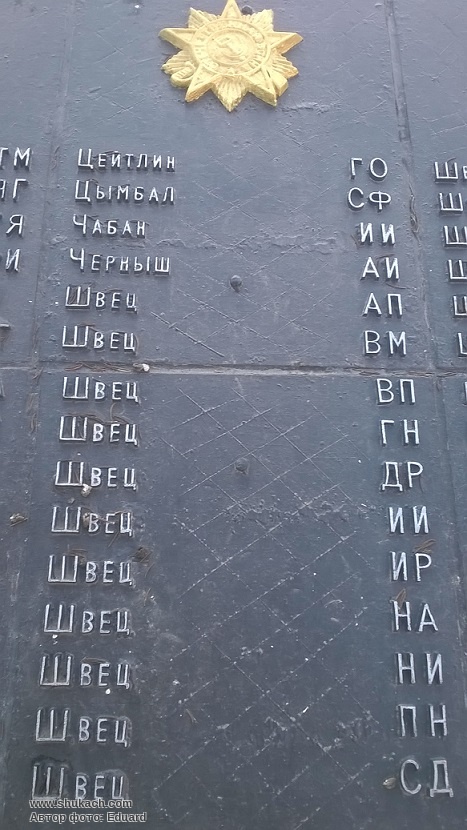 Цейтлин ГО
Цымбал СФ
Чабан ИИ
Черныш АИ
Швец АП
Швец ВМ
Швец ВП
Швец ГН
Швец ДР
Швец ИИ
Швец ИР
Швец НА
Швец НИ
Швец ПН
Швец СД
www.shukach.com
Автор фото: Eduard